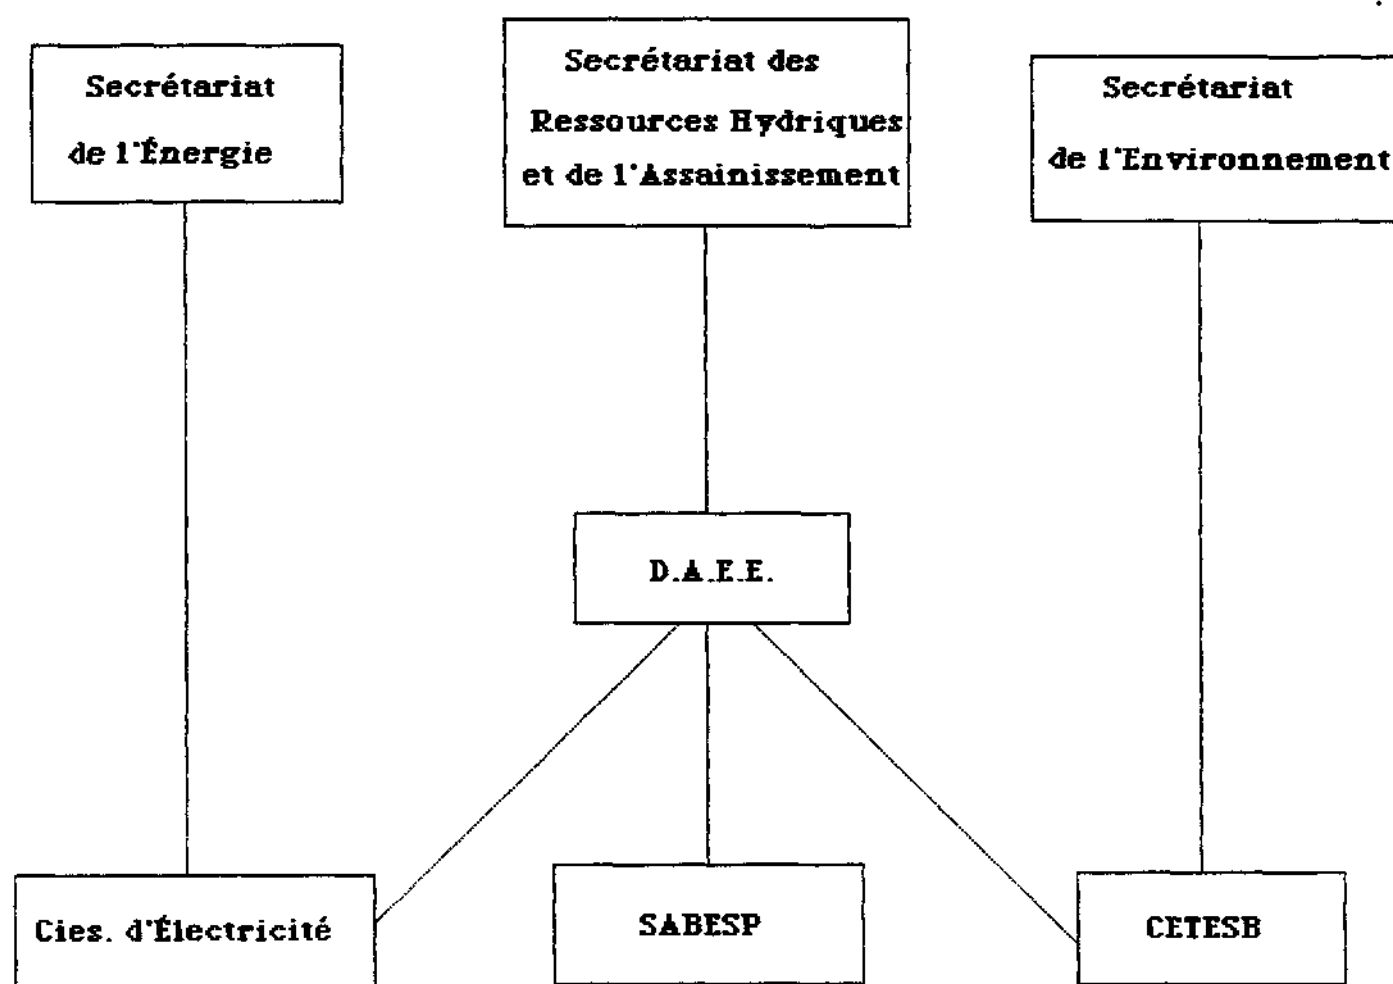 Secrétariat
de l'Énergie
Secrétariat des
Ressources Hydriques
et de l'Assainissement
Secrétariat
de l'Environnement
D.A.E.E.
Cies. d'Électricité
SABESP
CETESB